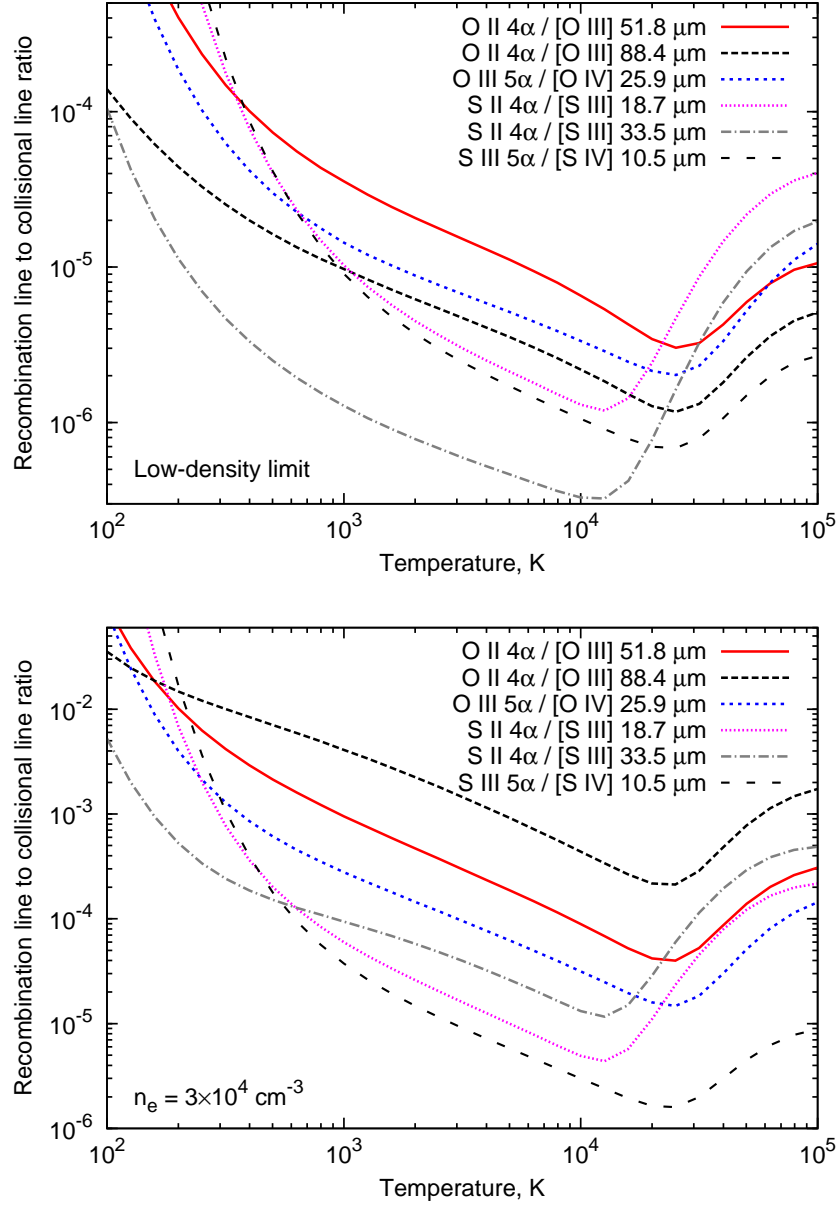 O II 4α / [O III] 51.8 μm
O II 4α / [O III] 88.4 μm
O III 5α / [O IV] 25.9 μm
S II 4α / [S III] 18.7 μm
S II 4α / [S III] 33.5 μm
S III 5α / [S IV] 10.5 μm
Recombination line to collisional line ratio
10^-4
10^-5
10^-6
Low-density limit
10^2 10^3 10^4 10^5
Temperature, K
O II 4α / [O III] 51.8 μm
O II 4α / [O III] 88.4 μm
O III 5α / [O IV] 25.9 μm
S II 4α / [S III] 18.7 μm
S II 4α / [S III] 33.5 μm
S III 5α / [S IV] 10.5 μm
Recombination line to collisional line ratio
10^-2
10^-3
10^-4
10^-5
10^-6
n_e = 3×10^4 cm^-3
10^2 10^3 10^4 10^5
Temperature, K